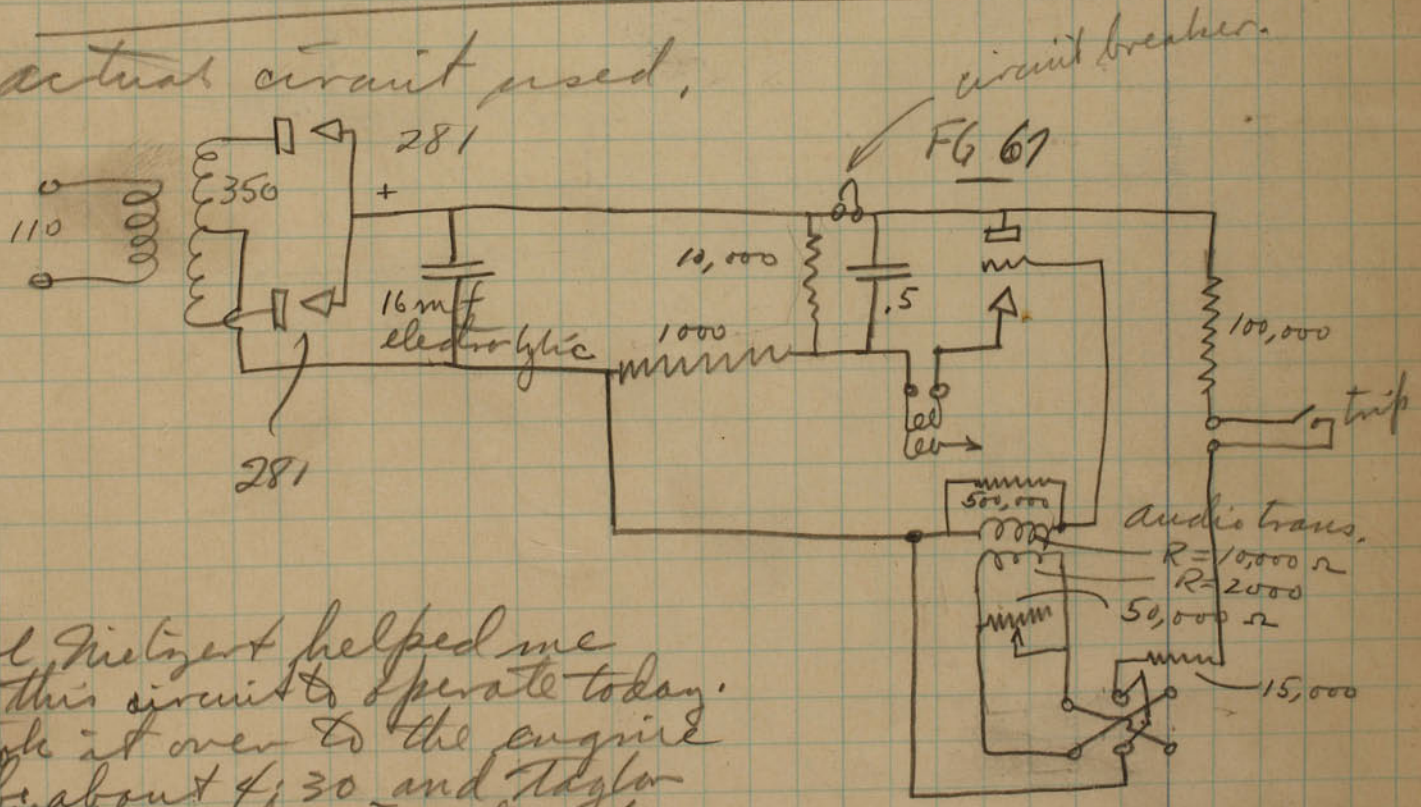 actual circuit used.
circuit breaker.
281
FG 67
350
+
110
10,000
16 mf
.5
electrolytic
1000
100,000
trip
281
500,000
audio trans.
R=10,000 Ω
R=2000
50,000 Ω
15,000
helped me
this circuit to operate today.
it over to the engine
about 4:30 and Taylor